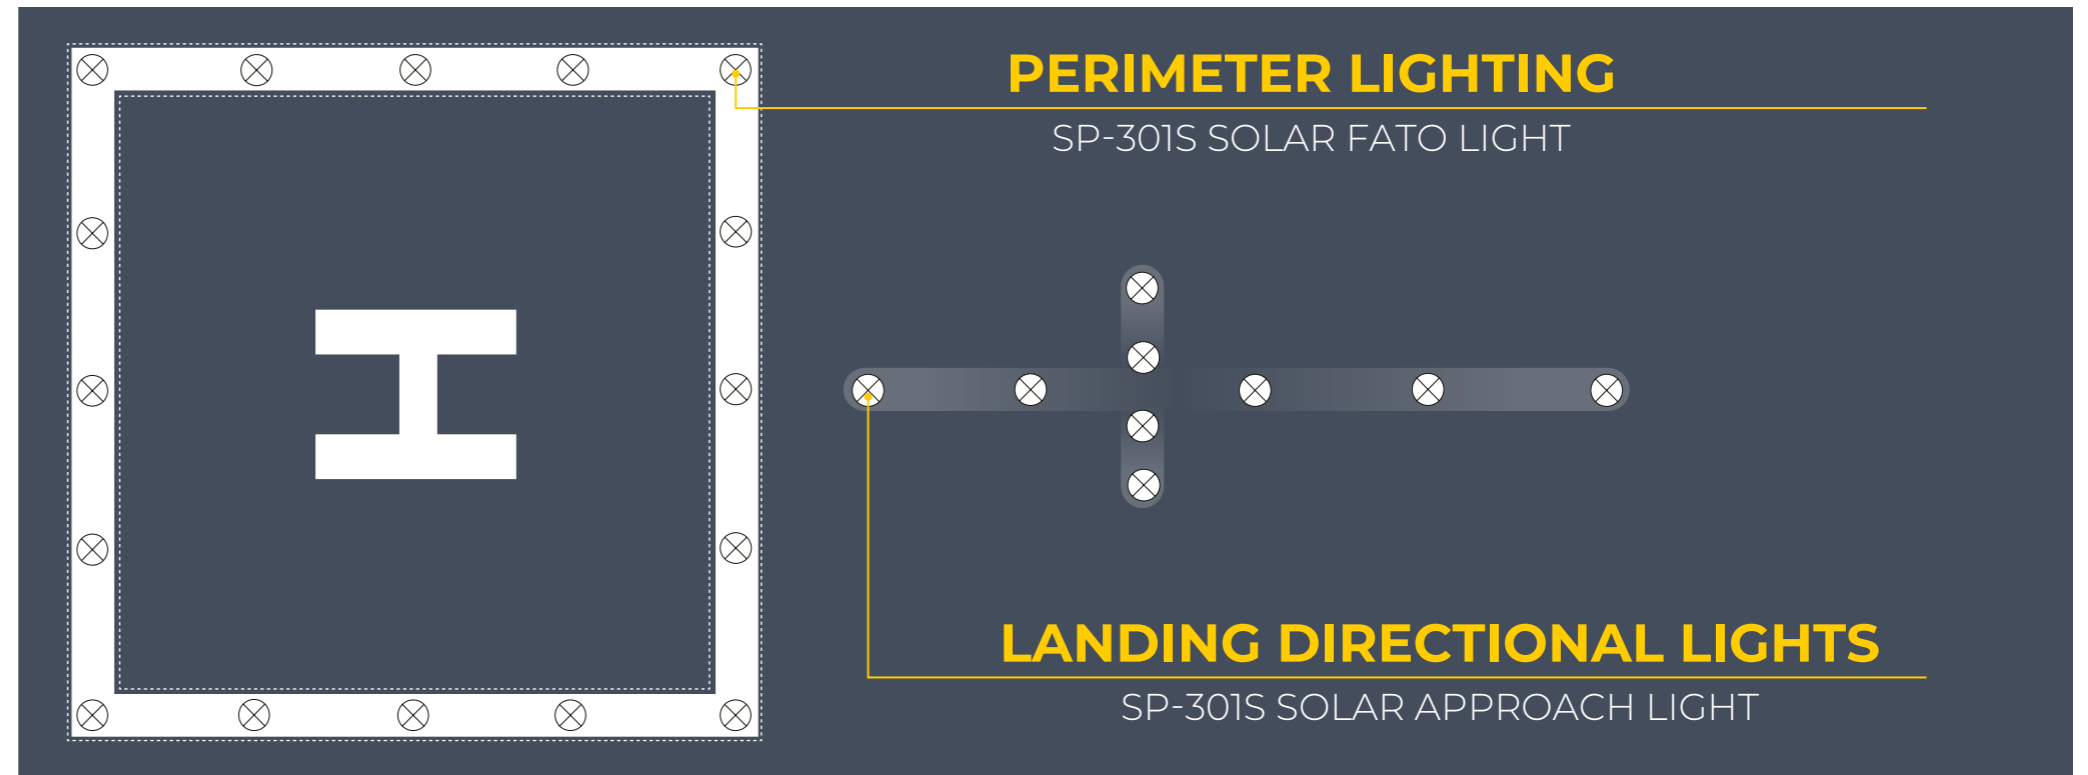 PERIMETER LIGHTING
SP-301S SOLAR FATO LIGHT
H
LANDING DIRECTIONAL LIGHTS
SP-301S SOLAR APPROACH LIGHT